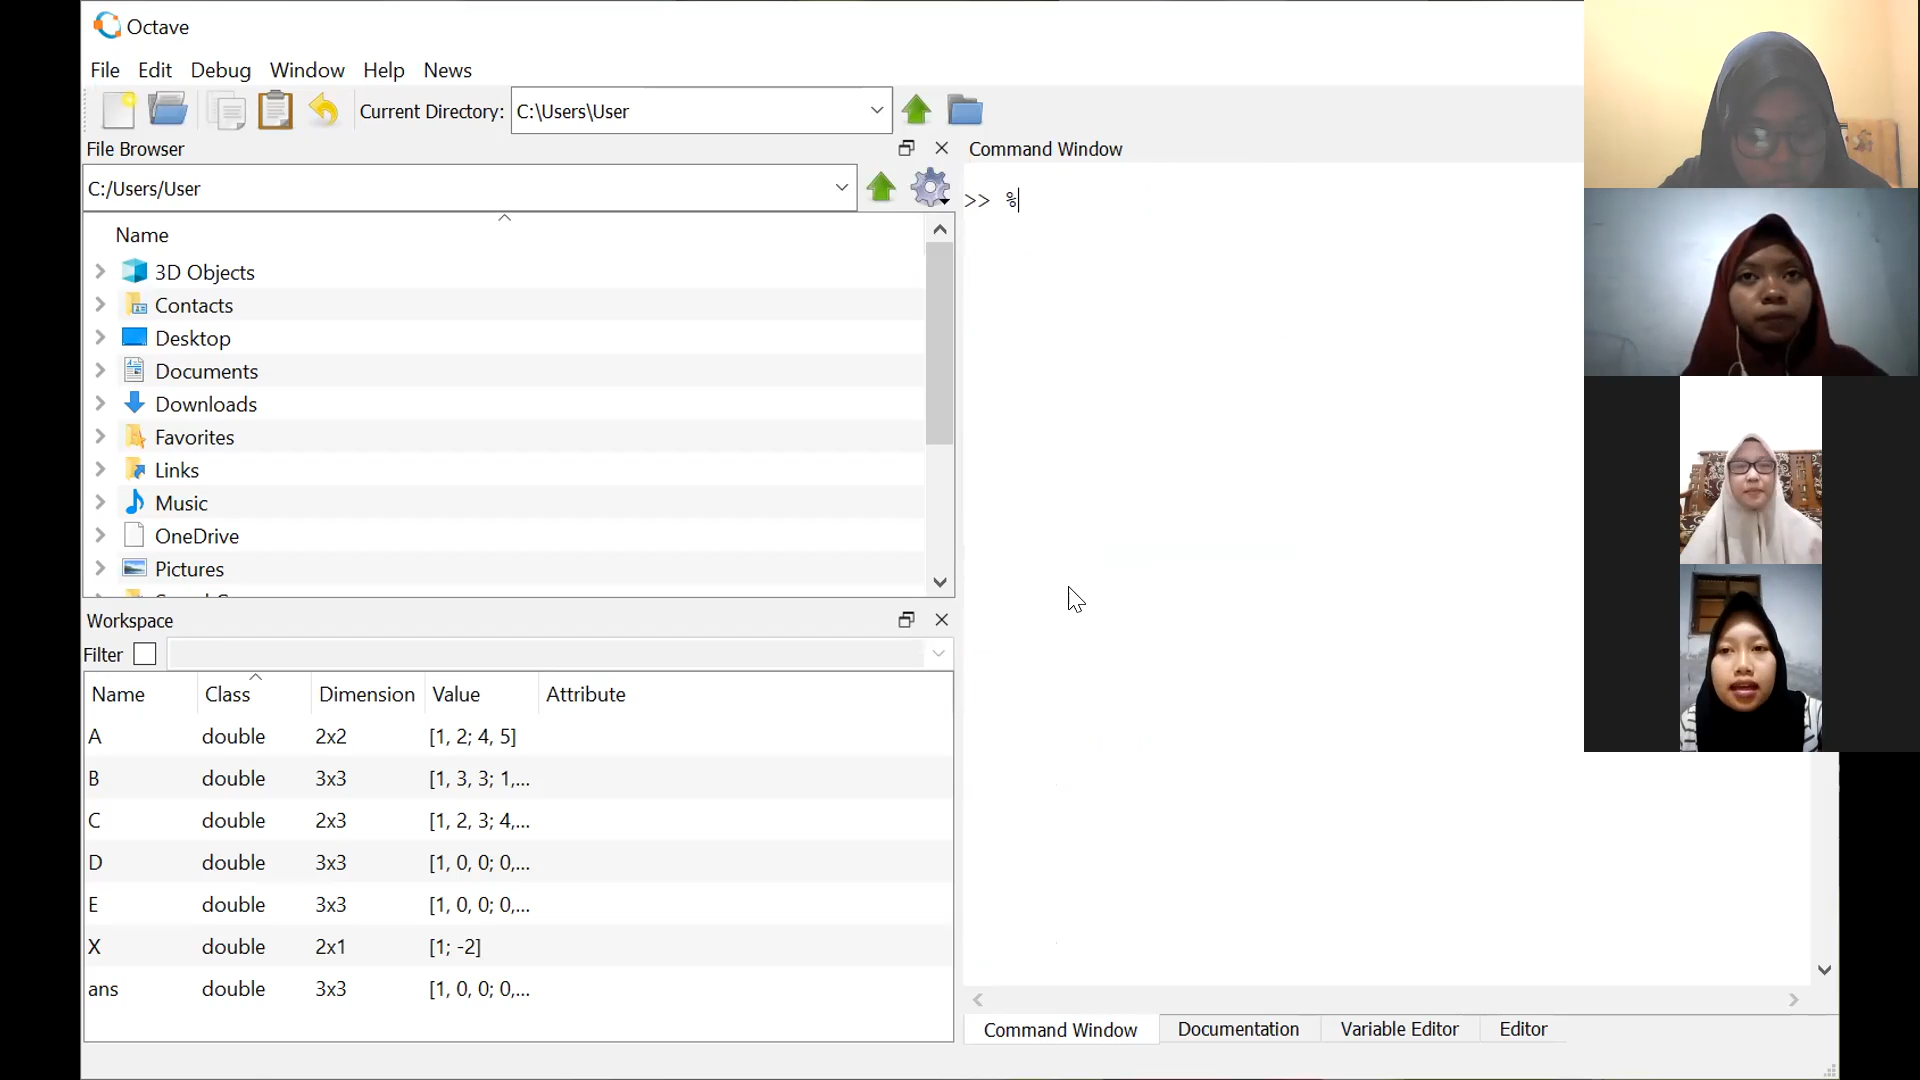 Octave
File Edit Debug Window Help News
Current Directory: C:\Users\User
File Browser
C:/Users/User
Name
3D Objects
Contacts
Desktop
Documents
Downloads
Favorites
Links
Music
OneDrive
Pictures
Workspace
Filter
Name Class Dimension Value Attribute
A double 2x2 [1, 2; 4, 5]
B double 3x3 [1, 3, 3; 1,...
C double 2x3 [1, 2, 3; 4,...
D double 3x3 [1, 0, 0; 0,...
E double 3x3 [1, 0, 0; 0,...
X double 2x1 [1; -2]
ans double 3x3 [1, 0, 0; 0,...
Command Window
>> %
Command Window Documentation Variable Editor Editor